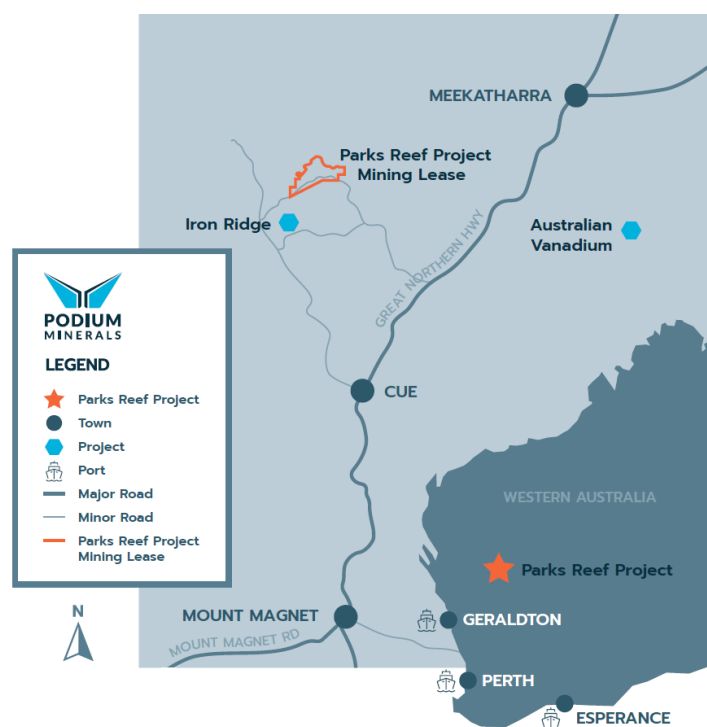 MEEKATHARRA
Parks Reef Project
Mining Lease
Iron Ridge
Australian
Vanadium
GREAT NORTHERN HWY
PODIUM
MINERALS
LEGEND
Parks Reef Project
Town
Project
Port
Major Road
Minor Road
Parks Reef Project
Mining Lease
CUE
WESTERN AUSTRALIA
Parks Reef Project
N
MOUNT MAGNET
MOUNT MAGNET RD
GERALDTON
PERTH
ESPERANCE